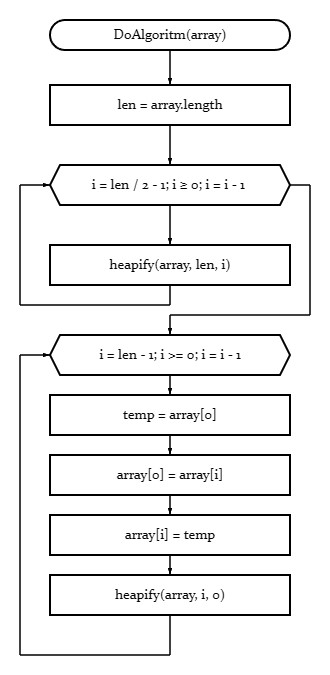 DoAlgoritm(array)
len = array.length
i = len / 2 - 1; i ≥ 0; i = i - 1
heapify(array, len, i)
i = len - 1; i >= 0; i = i - 1
temp = array[0]
array[0] = array[i]
array[i] = temp
heapify(array, i, 0)